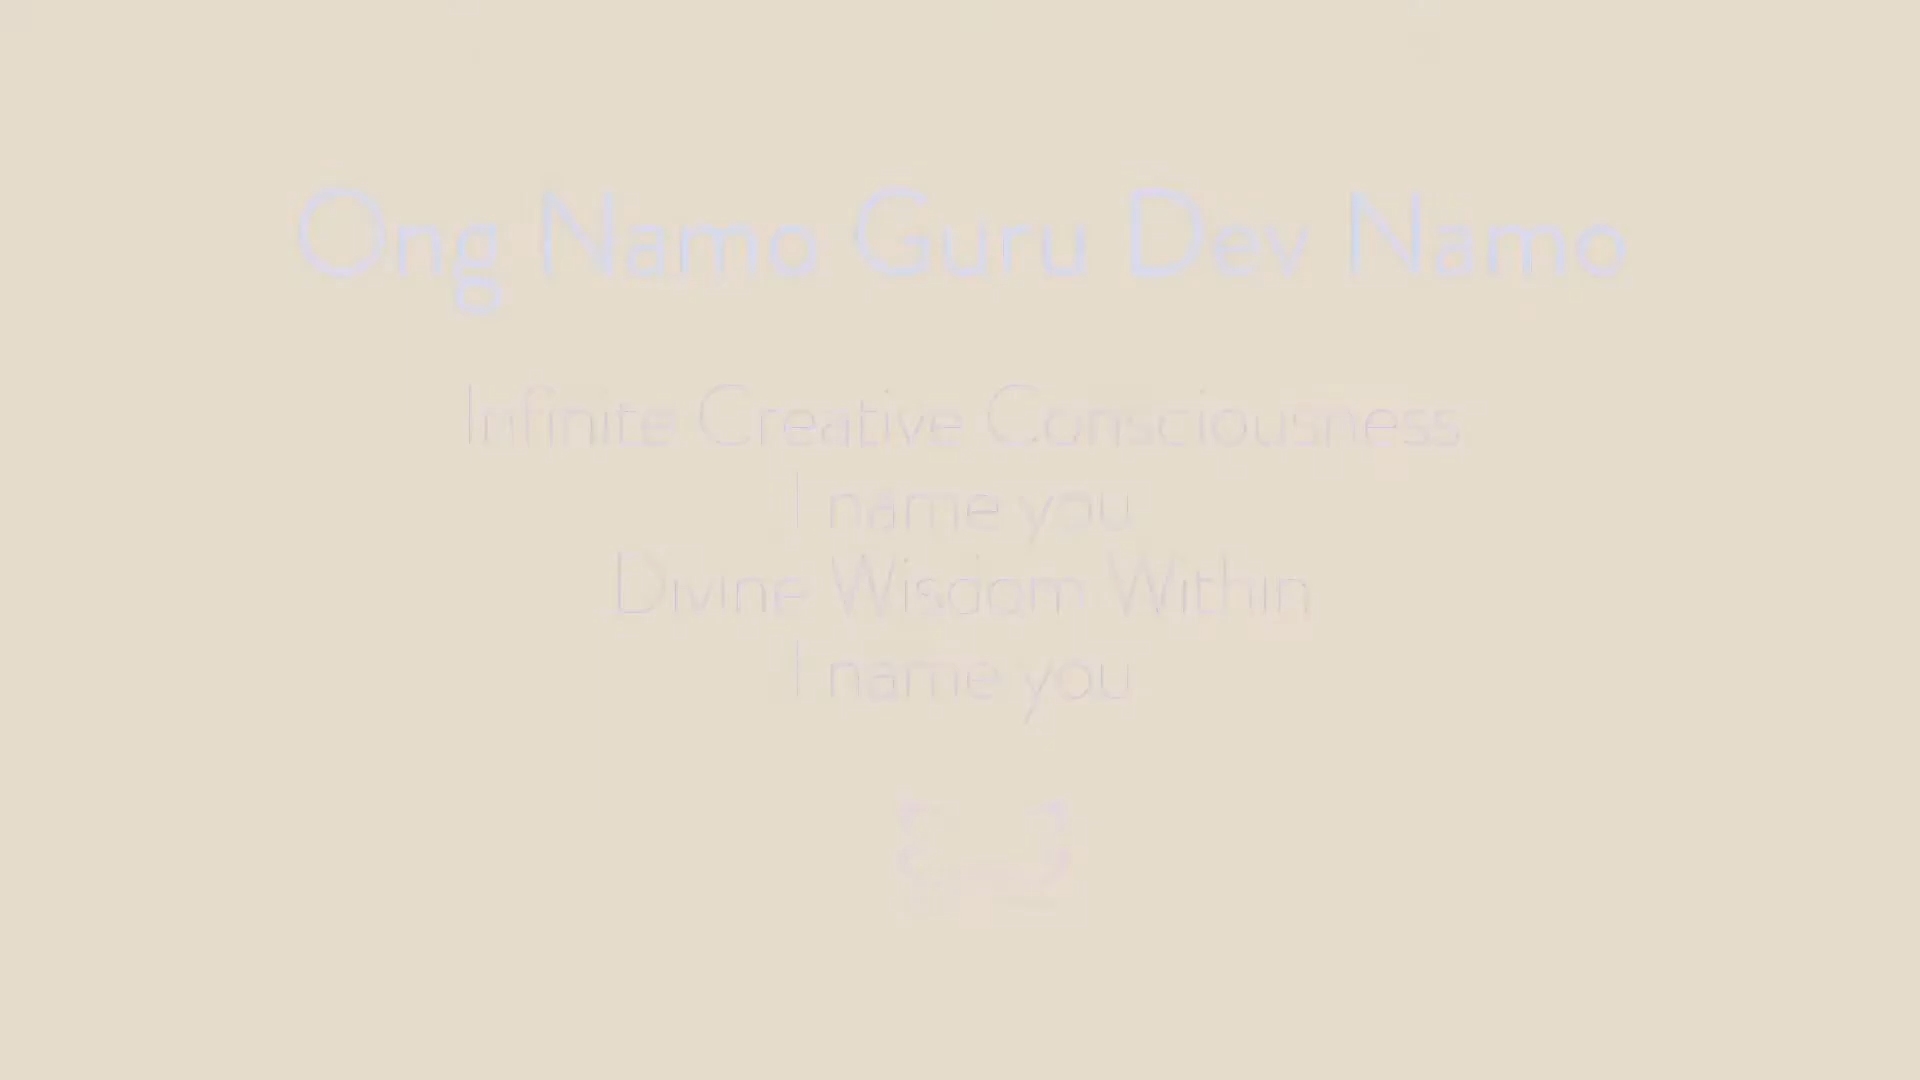 Ong Namo Guru Dev Namo
Infinite Creative Consciousness
I name you
Divine Wisdom Within
I name you